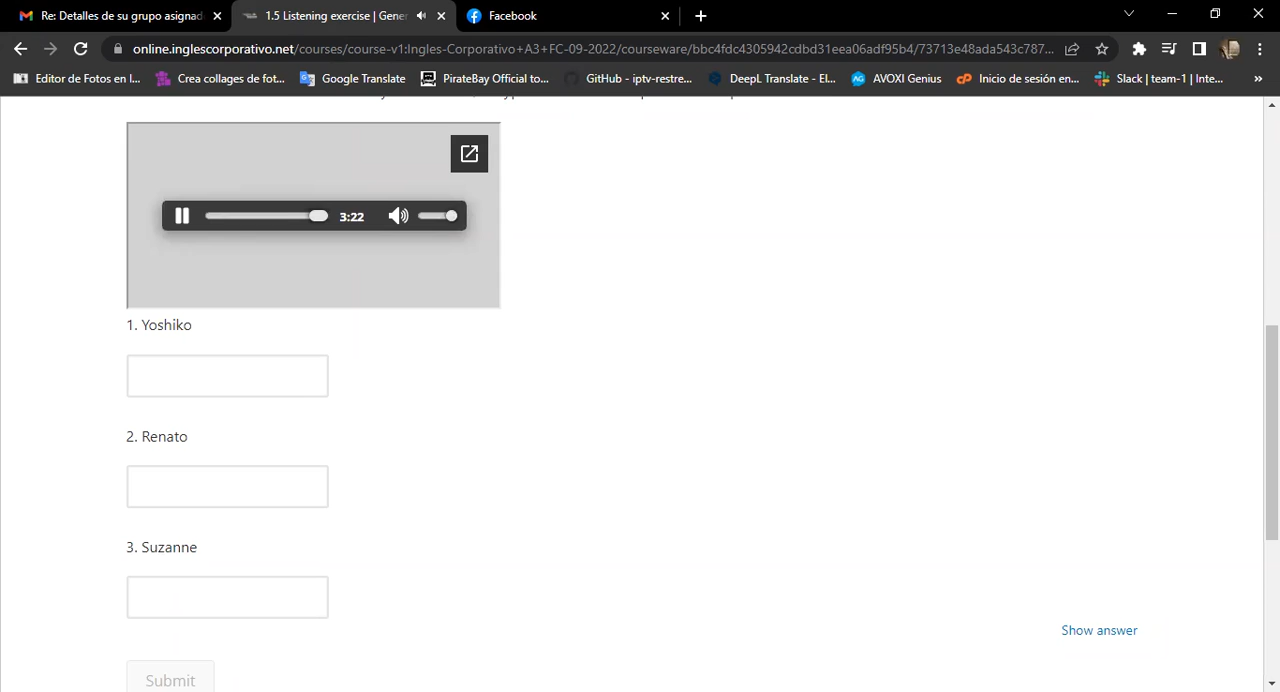 Re: Detalles de su grupo asignad
1.5 Listening exercise | Gener
Facebook
online.inglescorporativo.net/courses/course-v1:Ingles-Corporativo+A3+FC-09-2022/courseware/bbc4fdc4305942cdbd31eea06adf95b4/73713e48ada543c787...
Editor de Fotos en l...
Crea collages de fot...
Google Translate
PirateBay Official to...
GitHub - iptv-restre...
DeepL Translate - El...
AVOXI Genius
Inicio de sesión en...
Slack | team-1 | Inte...
»
3:22
1. Yoshiko
2. Renato
3. Suzanne
Show answer
Submit